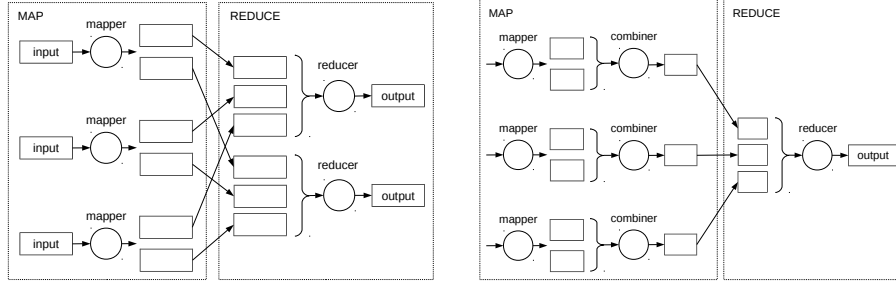 MAP
REDUCE
mapper
input
reducer
output
mapper
input
reducer
output
mapper
input
MAP
REDUCE
mapper
combiner
mapper
combiner
reducer
output
mapper
combiner